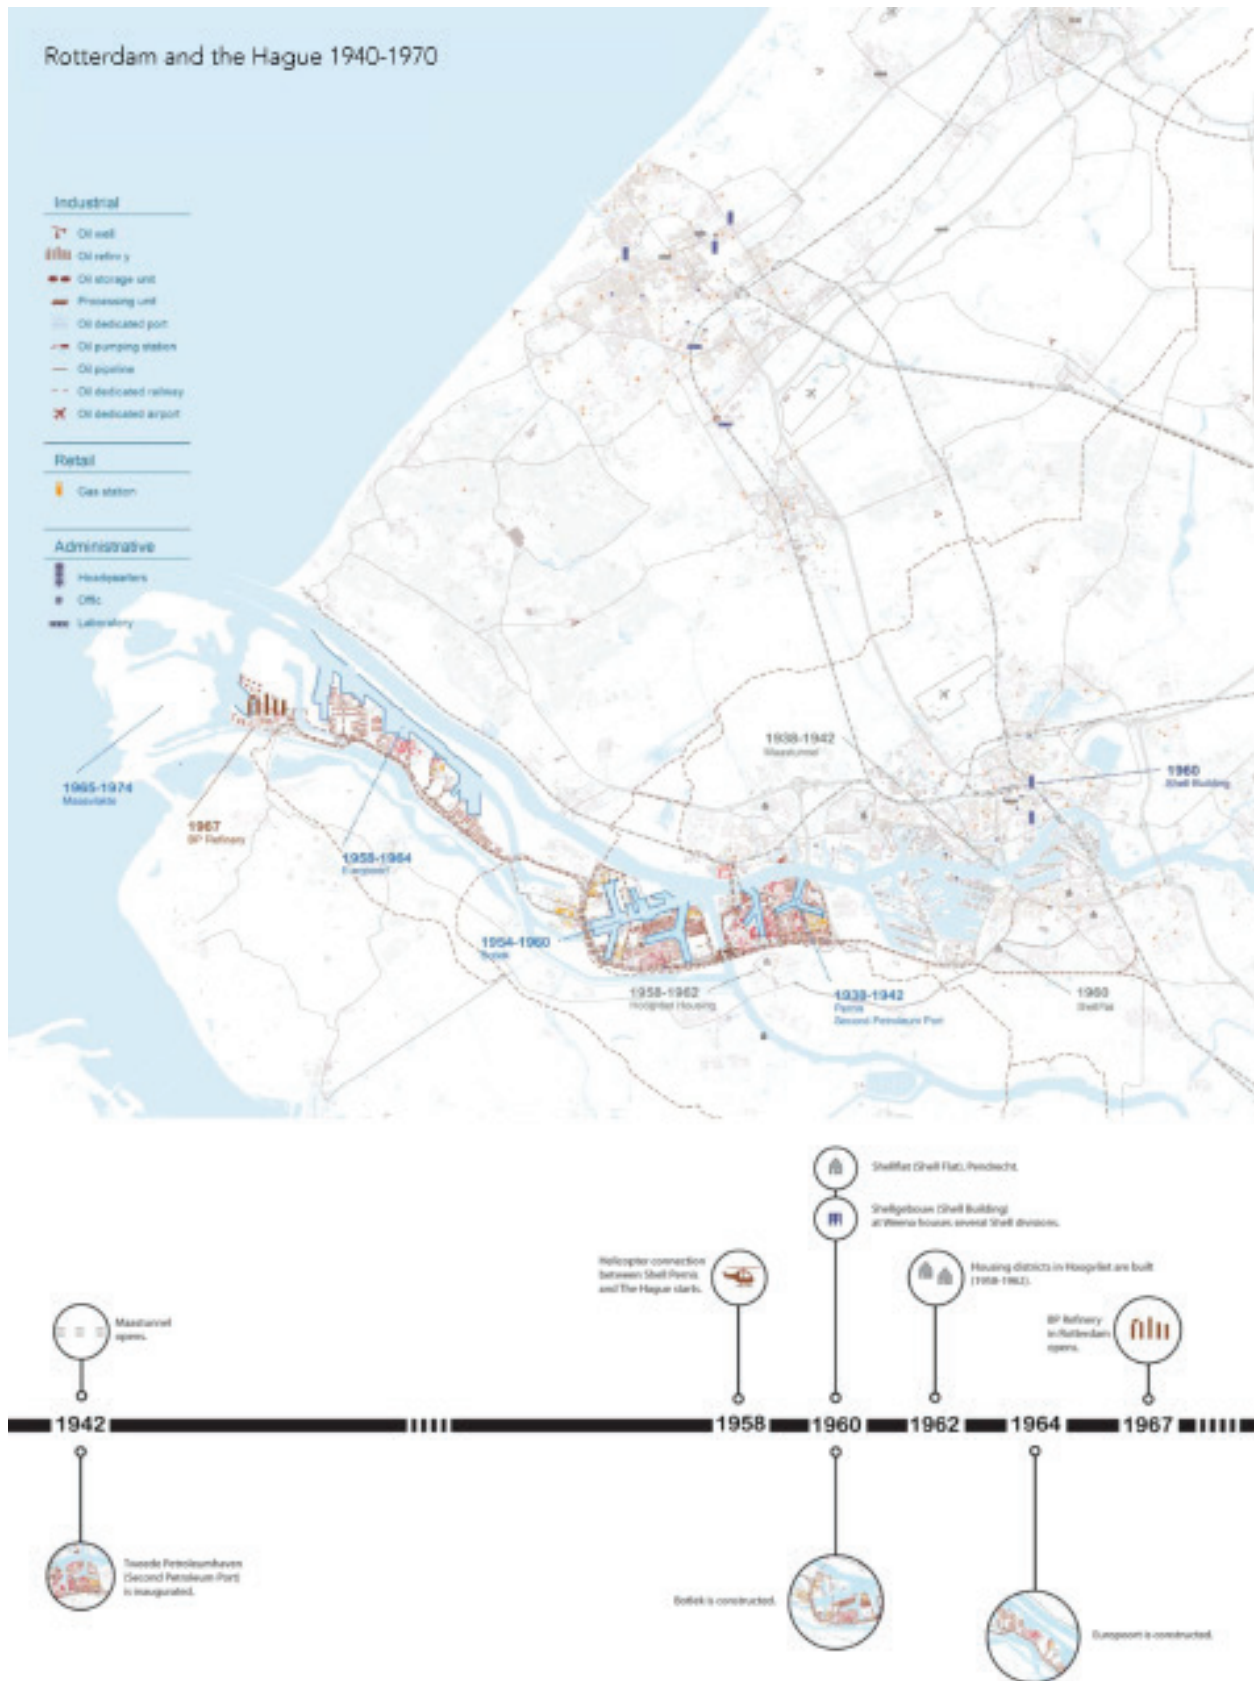 Rotterdam and the Hague 1940-1970
Industrial
Oil well
Oil refin y
Oil storage unit
Processing unit
Oil dedicated port
Oil pumping station
Oil pipeline
Oil dedicated railway
Oil dedicated airport
Retail
Gas station
Administrative
Headquarters
Offic
Laboratory
1938-1942
Maastunnel
1960
Shell Building
1965-1974
Maasvlakte
1967
BP Refinery
1958-1964
Europoort
1954-1960
Botlek
1958-1962
Hoogvliet Housing
1938-1942
Pernis
Second Petroleum Port
1960
Shellflat
Shellflat (Shell Flat), Pendrecht.
Shellgebouw (Shell Building)
at Weena houses several Shell divisions.
Helicopter connection
between Shell Pernis
and The Hague starts.
Housing districts in Hoogvliet are built
(1958-1962).
Maastunnel
opens.
BP Refinery
in Rotterdam
opens.
1942
1958
1960
1962
1964
1967
Tweede Petroleumhaven
(Second Petroleum Port)
is inaugurated.
Botlek is constructed.
Europoort is constructed.